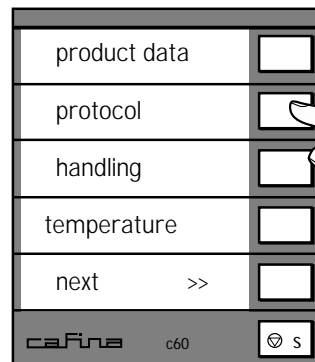 product data
protocol
handling
temperature
next >>
cafina c60 S